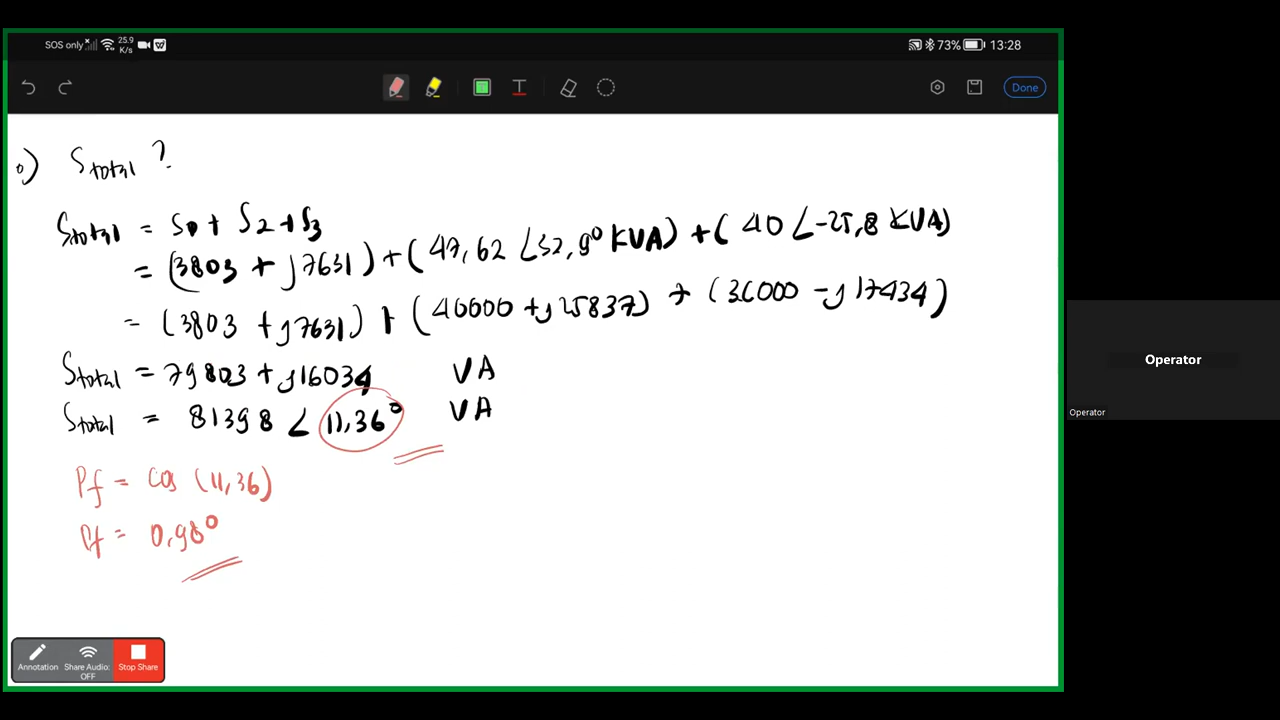 SOS only 25.9 K/s W 73% 13:28
T Done
o) Stotal ?
Stotal = S1 + S2 + S3
= (3803 + j7631) + (47,62 ∠32,9° KVA) + (40 ∠-25,8 KVA)
= (3803 + j7631) + (40000 + j25837) + (36000 - j17434)
Stotal = 79803 + j16034 VA
Stotal = 81398 ∠ 11,36° VA
Pf = cos (11,36)
Pf = 0,98°
Operator
Operator
Annotation Share Audio: OFF Stop Share